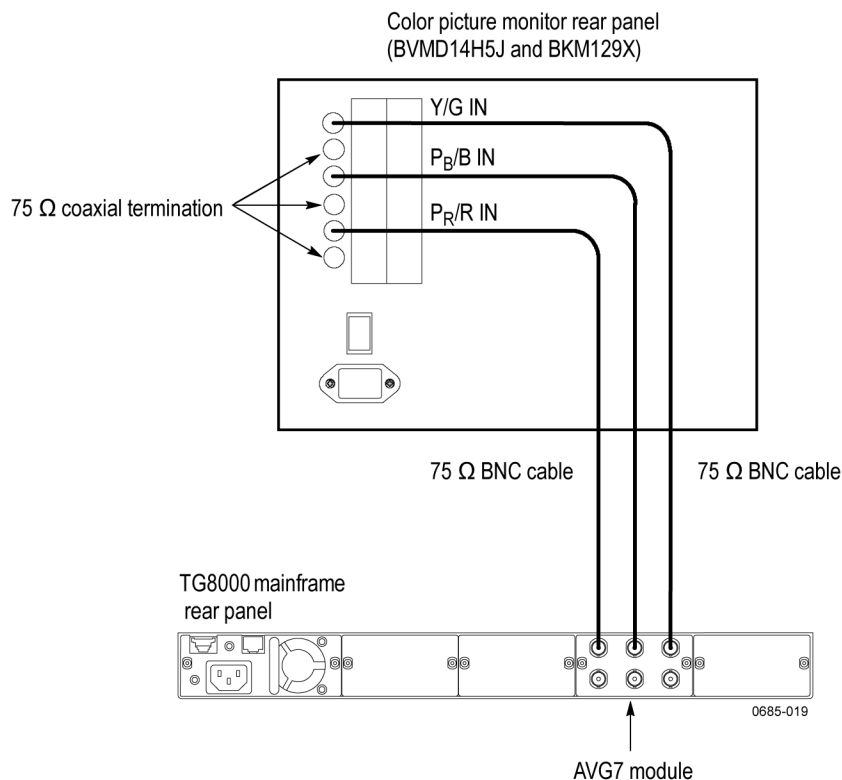 Color picture monitor rear panel
(BVMD14H5J and BKM129X)
Y/G IN
PB/B IN
75 Ω coaxial termination
PR/R IN
75 Ω BNC cable
75 Ω BNC cable
TG8000 mainframe
rear panel
0685-019
AVG7 module